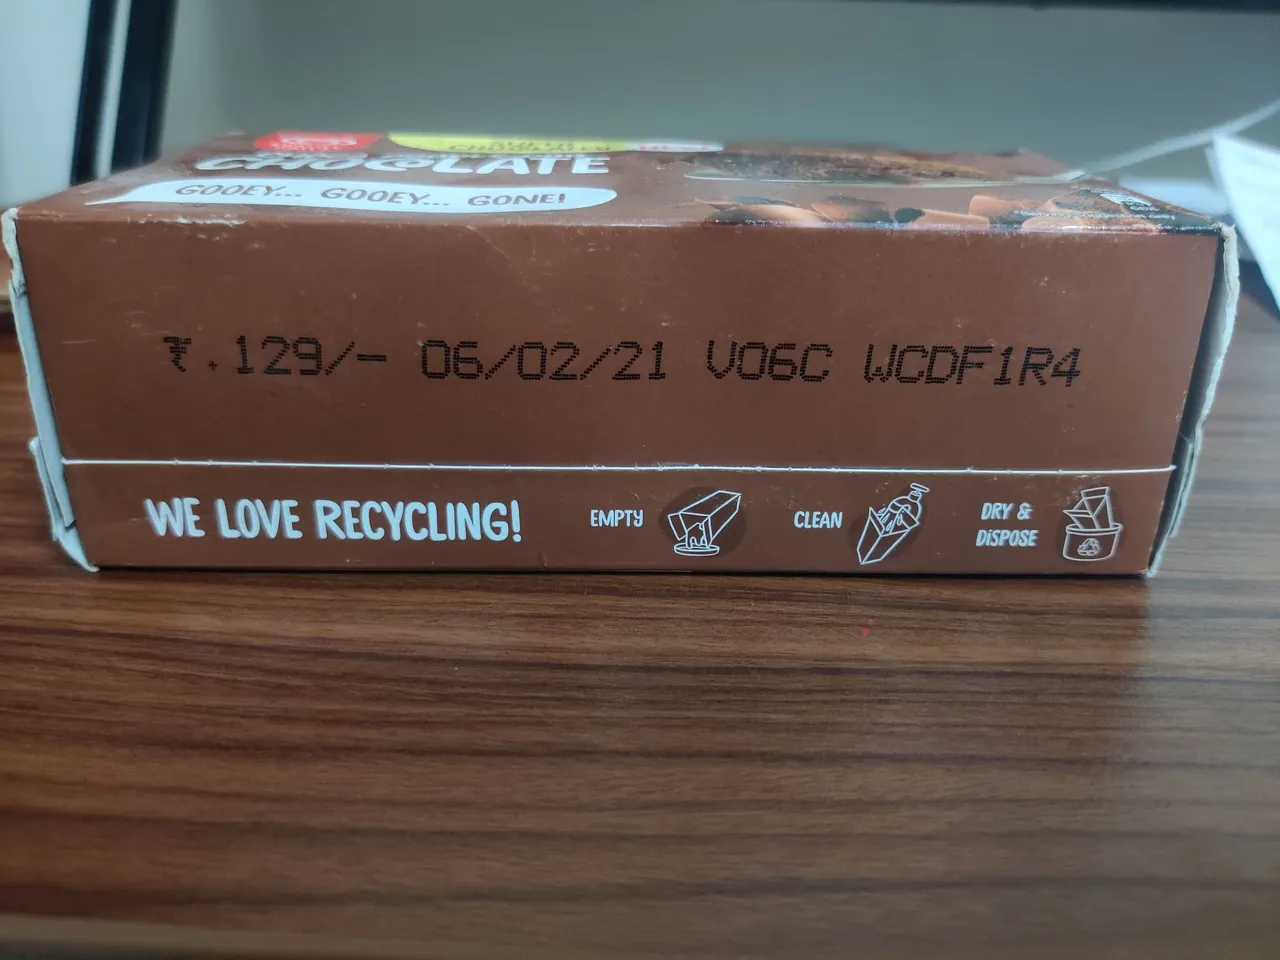 CHOCOLATE
GOOEY... GOOEY... GONE!
₹.129/- 06/02/21 V06C WCDF1R4
WE LOVE RECYCLING!
EMPTY
CLEAN
DRY &
DISPOSE